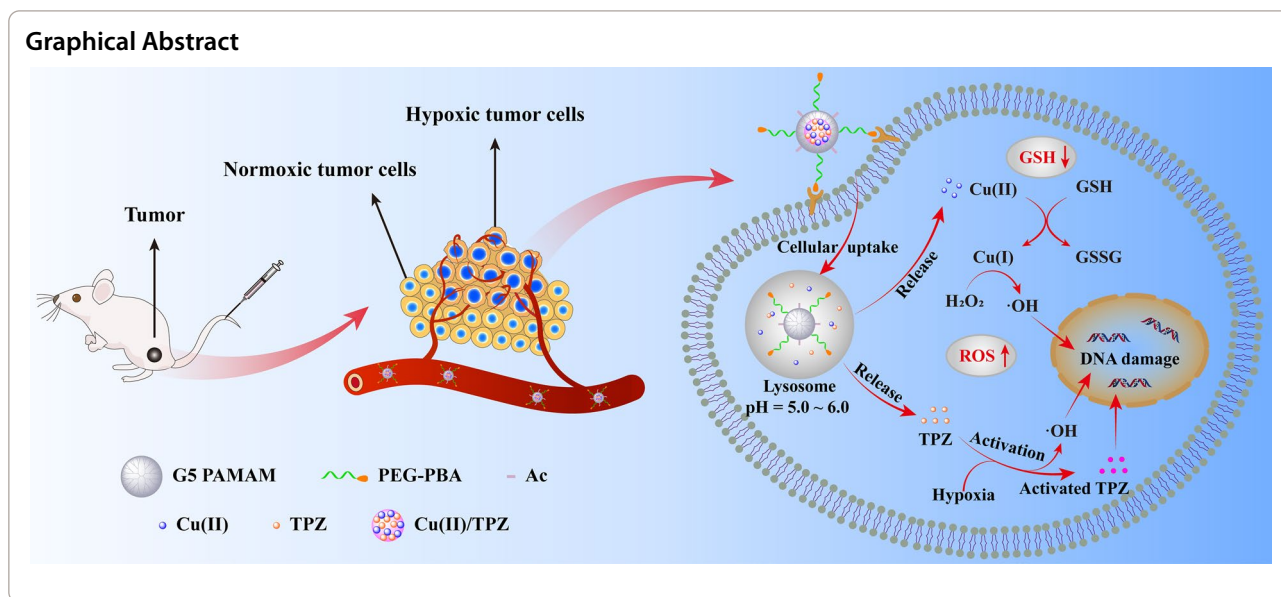 Graphical Abstract
Hypoxic tumor cells
Normoxic tumor cells
Tumor
G5 PAMAM
PEG-PBA
Ac
Cu(II)
TPZ
Cu(II)/TPZ
Cellular uptake
Release
Cu(II)
GSH ↓
GSH
Cu(I)
GSSG
H₂O₂
·OH
ROS ↑
DNA damage
Lysosome
pH = 5.0 ~ 6.0
Release
TPZ
Activation
·OH
Hypoxia
Activated TPZ